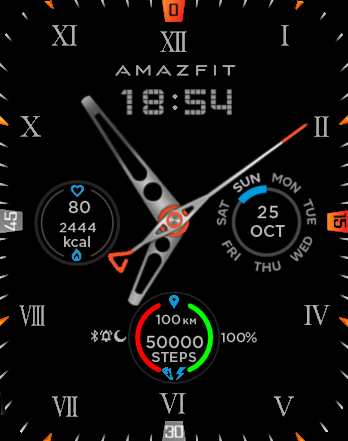 0
XI XII I
AMAZFIT
18:54
X II
SUN MON TUE WED THU FRI SAT
80
2444
kcal
25
OCT
45
15
VIII IIII
IV
100 KM
50000
STEPS
100%
VII VI V
30